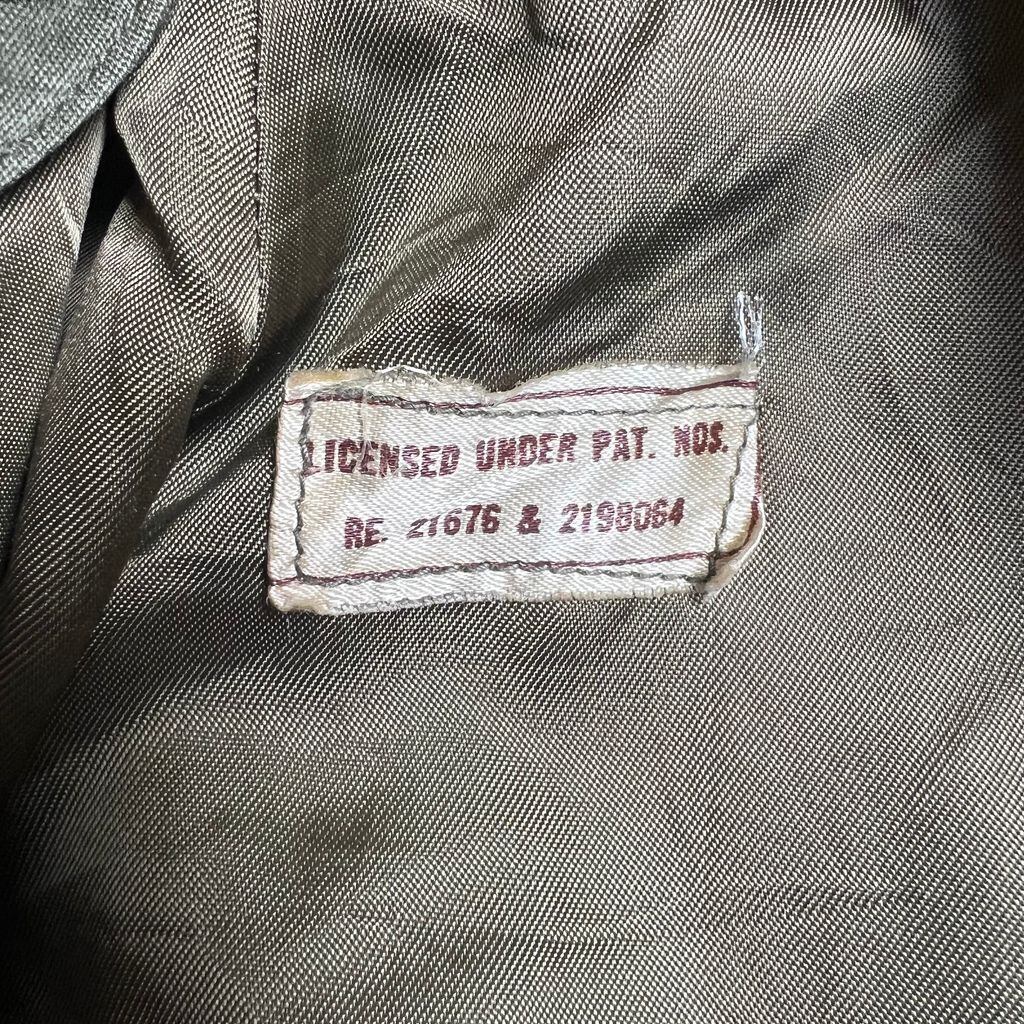 LICENSED UNDER PAT. NOS.
RE. 21676 & 2198064